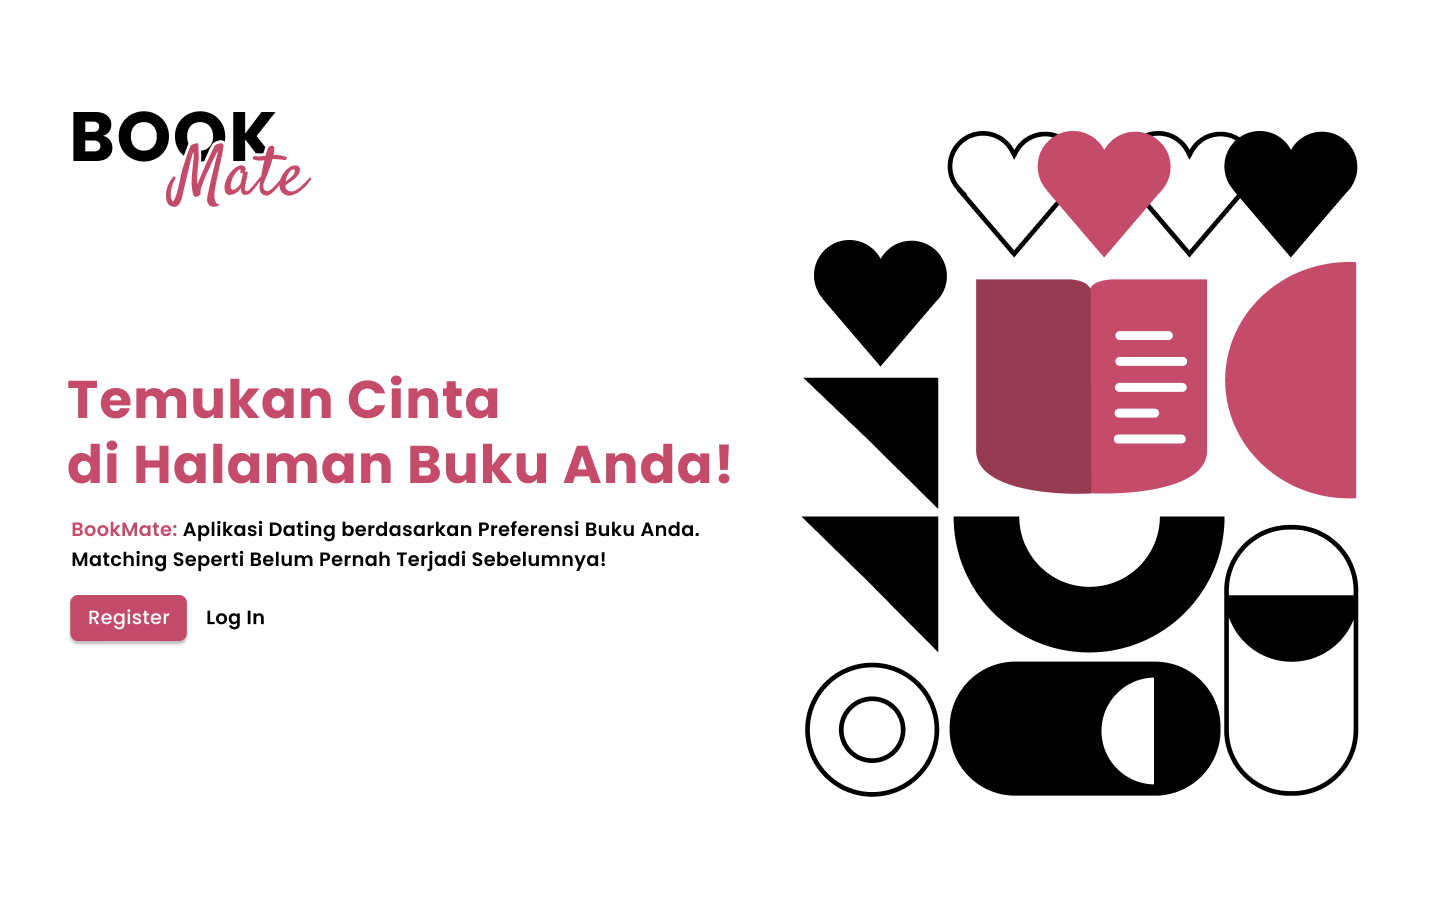 BOOK
Mate
Temukan Cinta
di Halaman Buku Anda!
BookMate: Aplikasi Dating berdasarkan Preferensi Buku Anda.
Matching Seperti Belum Pernah Terjadi Sebelumnya!
Register Log In